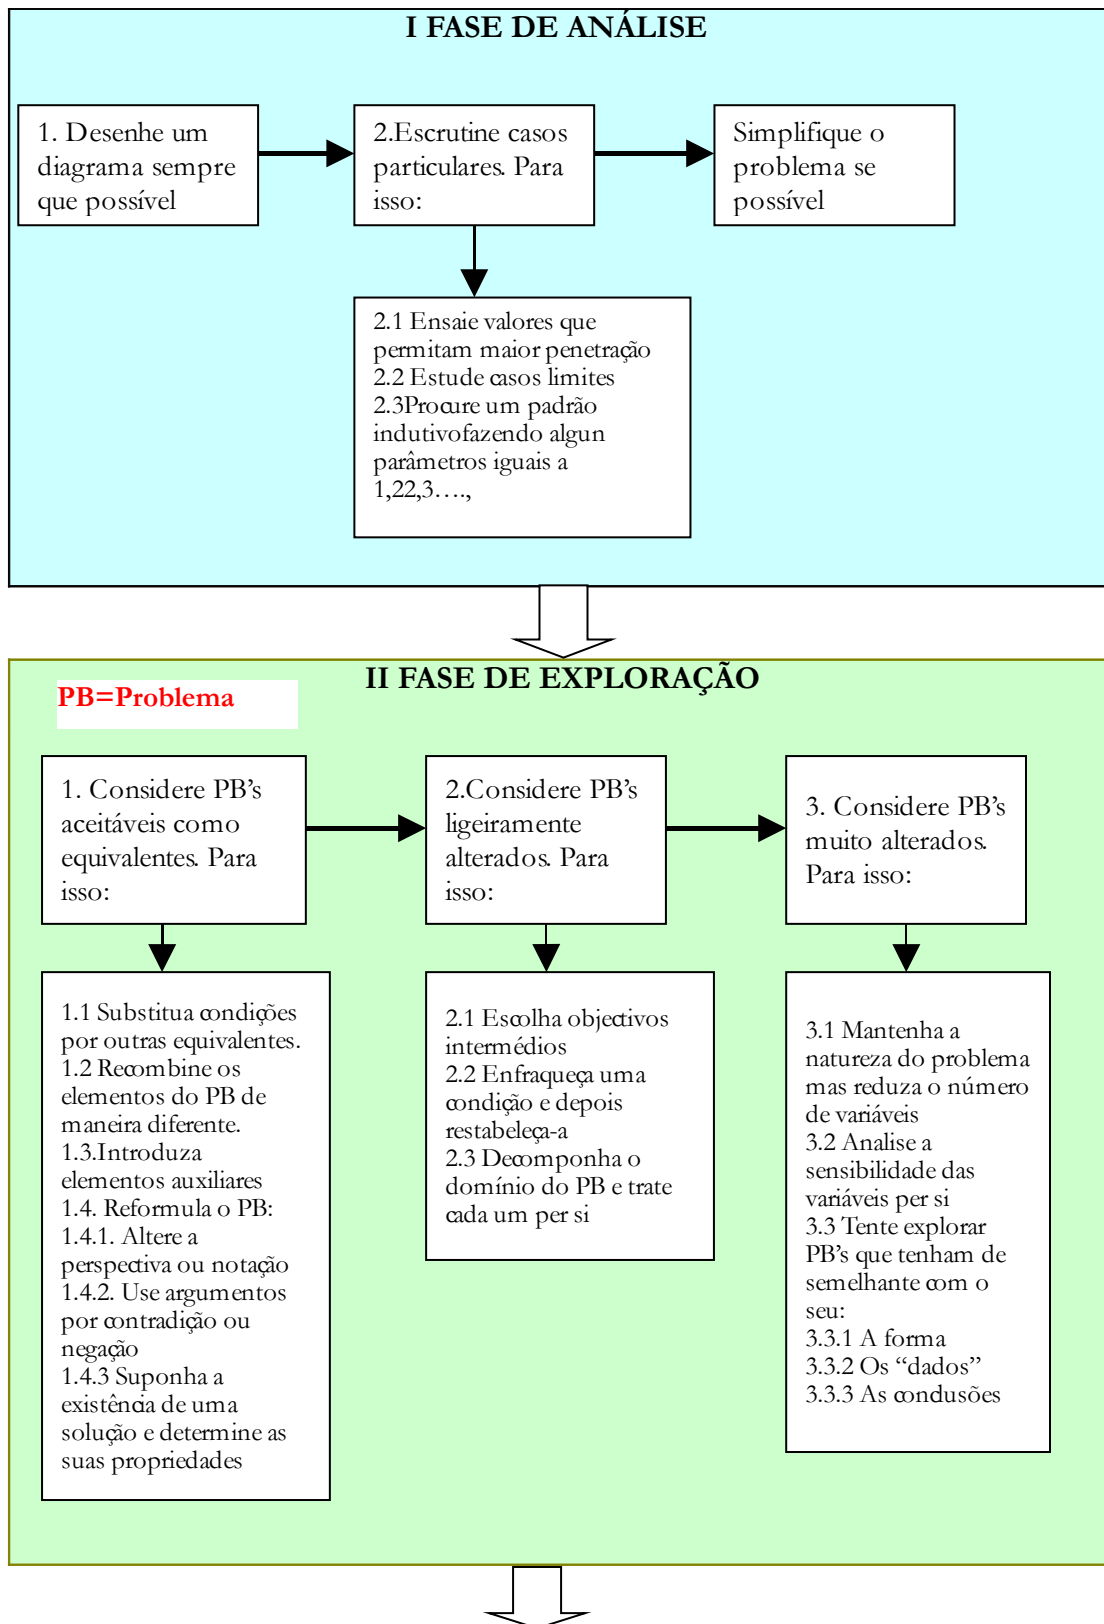 I FASE DE ANÁLISE
1. Desenhe um
diagrama sempre
que possível
2.Escrutine casos
particulares. Para
isso:
Simplifique o
problema se
possível
2.1 Ensaie valores que
permitam maior penetração
2.2 Estude casos limites
2.3Procure um padrão
indutivofazendo algun
parâmetros iguais a
1,22,3….,
II FASE DE EXPLORAÇÃO
PB=Problema
1. Considere PB’s
aceitáveis como
equivalentes. Para
isso:
2.Considere PB’s
ligeiramente
alterados. Para
isso:
3. Considere PB’s
muito alterados.
Para isso:
1.1 Substitua condições
por outras equivalentes.
1.2 Recombine os
elementos do PB de
maneira diferente.
1.3.Introduza
elementos auxiliares
1.4. Reformula o PB:
1.4.1. Altere a
perspectiva ou notação
1.4.2. Use argumentos
por contradição ou
negação
1.4.3 Suponha a
existência de uma
solução e determine as
suas propriedades
2.1 Escolha objectivos
intermédios
2.2 Enfraqueça uma
condição e depois
restabeleça-a
2.3 Decomponha o
domínio do PB e trate
cada um per si
3.1 Mantenha a
natureza do problema
mas reduza o número
de variáveis
3.2 Analise a
sensibilidade das
variáveis per si
3.3 Tente explorar
PB’s que tenham de
semelhante com o
seu:
3.3.1 A forma
3.3.2 Os “dados”
3.3.3 As conclusões